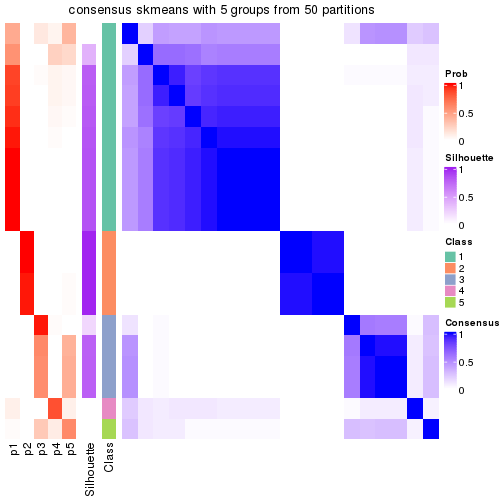 consensus skmeans with 5 groups from 50 partitions
Prob
1
0.5
0
Silhouette
1
0.5
0
Class
1
2
3
4
5
Consensus
1
0.5
0
p1
p2
p3
p4
p5
Silhouette
Class